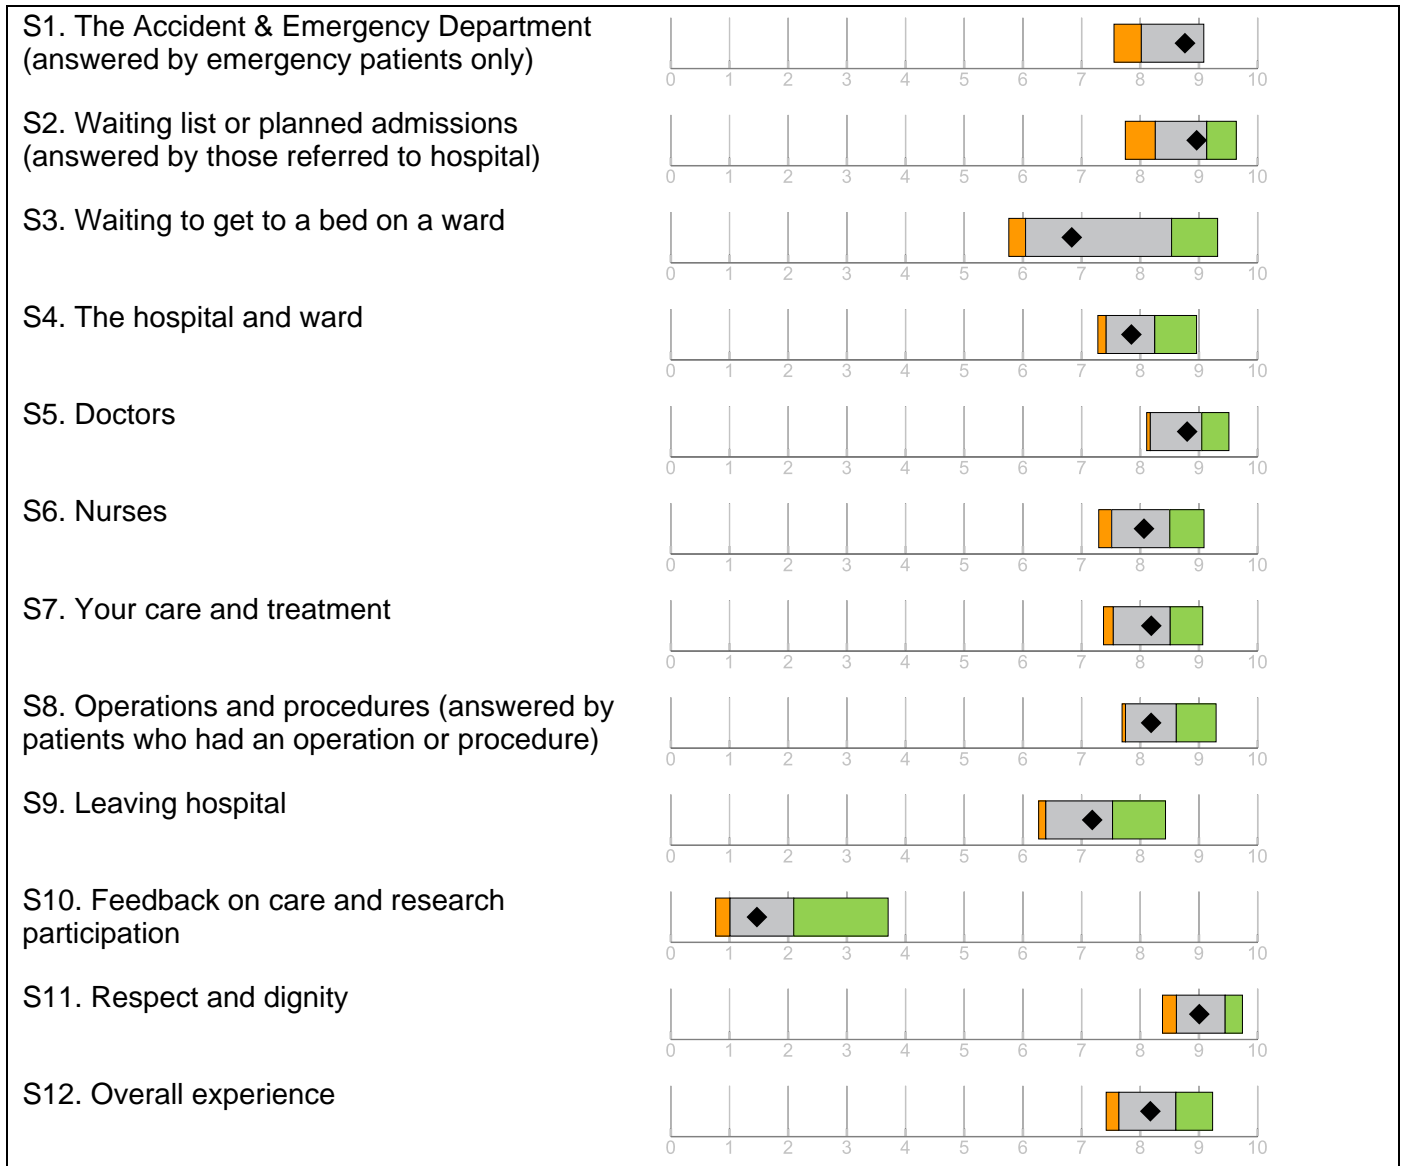 S1. The Accident & Emergency Department
(answered by emergency patients only)
0 1 2 3 4 5 6 7 8 9 10
S2. Waiting list or planned admissions
(answered by those referred to hospital)
0 1 2 3 4 5 6 7 8 9 10
S3. Waiting to get to a bed on a ward
0 1 2 3 4 5 6 7 8 9 10
S4. The hospital and ward
0 1 2 3 4 5 6 7 8 9 10
S5. Doctors
0 1 2 3 4 5 6 7 8 9 10
S6. Nurses
0 1 2 3 4 5 6 7 8 9 10
S7. Your care and treatment
0 1 2 3 4 5 6 7 8 9 10
S8. Operations and procedures (answered by
patients who had an operation or procedure)
0 1 2 3 4 5 6 7 8 9 10
S9. Leaving hospital
0 1 2 3 4 5 6 7 8 9 10
S10. Feedback on care and research
participation
0 1 2 3 4 5 6 7 8 9 10
S11. Respect and dignity
0 1 2 3 4 5 6 7 8 9 10
S12. Overall experience
0 1 2 3 4 5 6 7 8 9 10